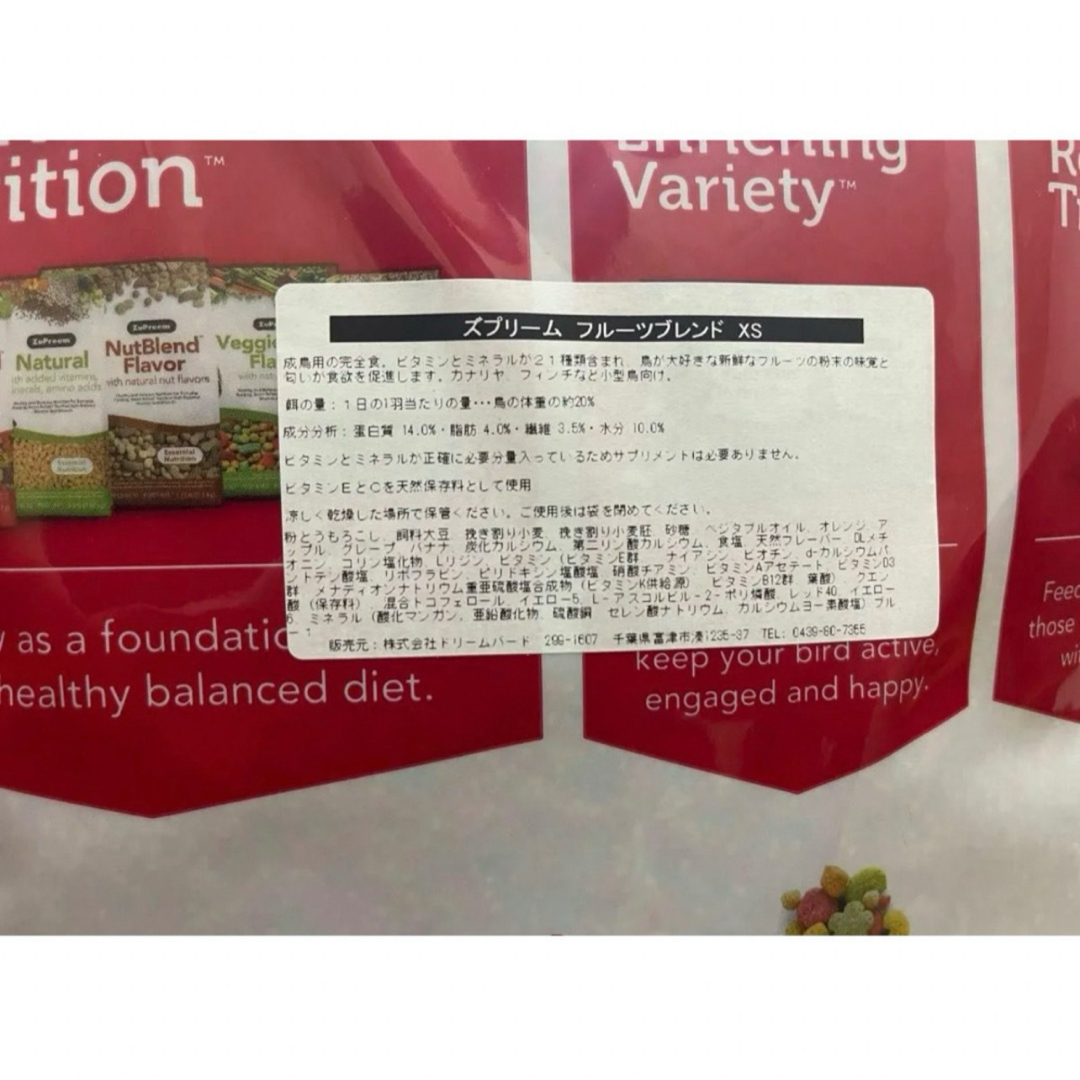 ition™
Enriching
Variety™
ZuPreem
Natural
with added vitamins,
minerals, amino acids
Essential
Nutrition
ZuPreem
NutBlend™
Flavor
with natural nut flavors
Essential
Nutrition
Veggie
Fla
with nat
ズプリーム フルーツブレンド XS
成鳥用の完全食。ビタミンとミネラルが21種類含まれ、鳥が大好きな新鮮なフルーツの粉末の味覚と
匂いが食欲を促進します。カナリヤ、フィンチなど小型鳥向け。
餌の量:1日の1羽当たりの量・・・鳥の体重の約20%
成分分析:蛋白質 14.0%・脂肪 4.0%・繊維 3.5%・水分 10.0%
ビタミンとミネラルが正確に必要分量入っているためサプリメントは必要ありません。
ビタミンEとCを天然保存料として使用
涼しく乾燥した場所で保管ください。ご使用後は袋を閉めてください。
粉とうもろこし、飼料大豆、挽き割り小麦、挽き割り小麦胚、砂糖、ベジタブルオイル、オレンジ、ア
ップル、グレープ、バナナ、炭化カルシウム、第二リン酸カルシウム、食塩、天然フレーバー、DLメチ
オニン、コリン塩化物、Lリジン、ビタミン(ビタミンE群、ナイアシン、ビオチン、d-カルシウムパ
ントテン酸塩、リボフラビン、ピリドキシン塩酸塩、硝酸チアミン、ビタミンAアセテート、ビタミンD3
群、メナディオンナトリウム重亜硫酸塩合成物(ビタミンK供給源)、ビタミンB12群、葉酸)、クエン
酸(保存料)、混合トコフェロール、イエロー5、L-アスコルビル-2-ポリ燐酸、レッド40、イエロー
6、ミネラル(酸化マンガン、亜鉛酸化物、硫酸銅、セレン酸ナトリウム、カルシウムヨー素酸塩)ブル
ー1
販売元:株式会社ドリームバード 299-1607 千葉県富津市湊1235-37 TEL: 0439-80-7355
as a foundatio
healthy balanced diet.
keep your bird active,
engaged and happy.
Feed
those
wi